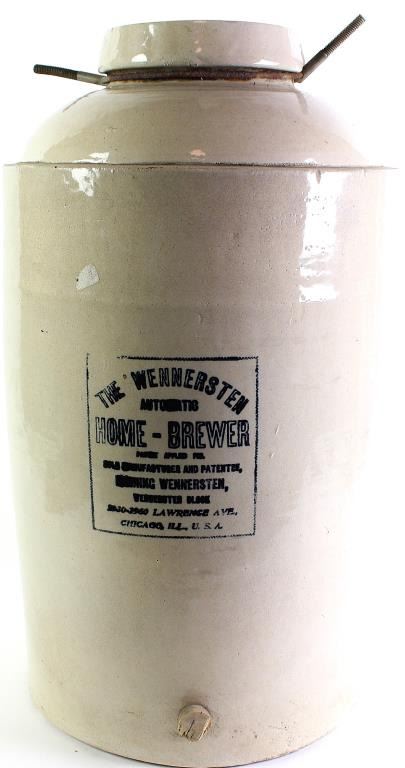 THE WENNERSTEN
AUTOMATIC
HOME-BREWER
PATENT APPLIED FOR
SOLE MANUFACTURER AND PATENTEE,
HENNING WENNERSTEN,
WENNERSTEN BLOCK
LAWRENCE AVE.,
CHICAGO, ILL., U. S. A.